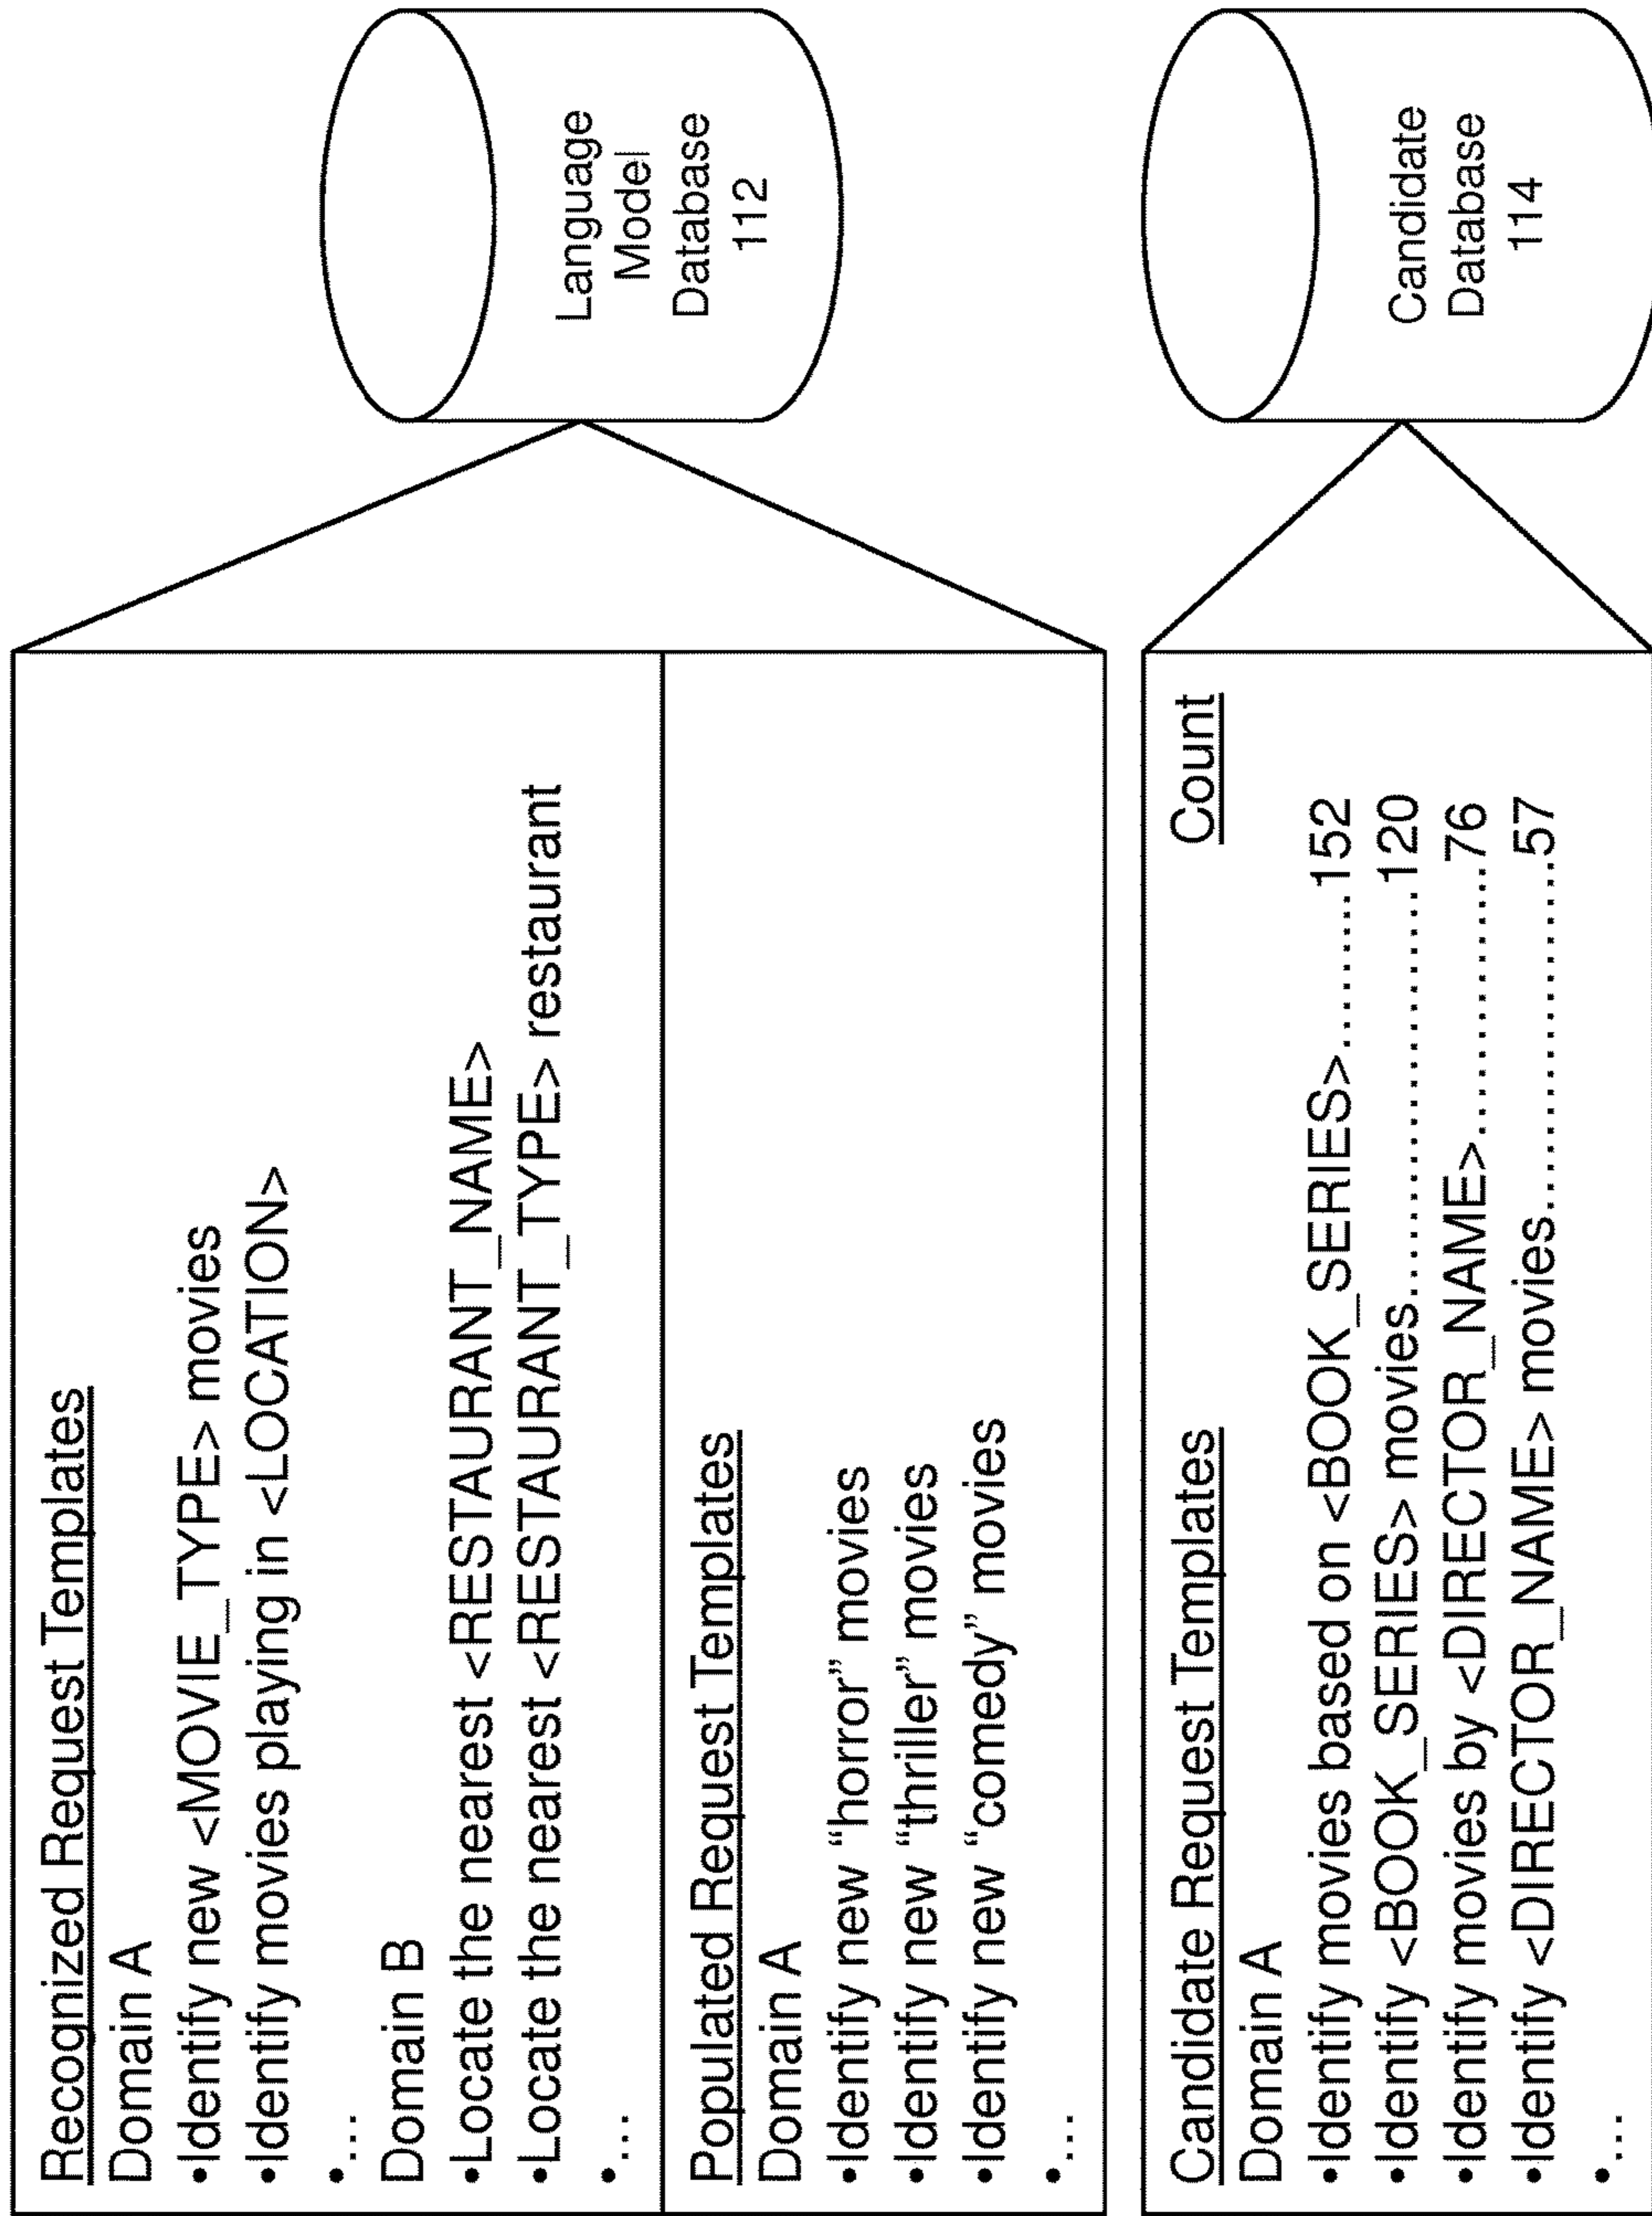 Recognized Request Templates
Domain A
•Identify new <MOVIE_TYPE> movies
•Identify movies playing in <LOCATION>
•...
Domain B
•Locate the nearest <RESTAURANT_NAME>
•Locate the nearest <RESTAURANT_TYPE> restaurant
•...
Populated Request Templates
Domain A
•Identify new “horror” movies
•Identify new “thriller” movies
•Identify new “comedy” movies
•...
Language
Model
Database
112
Candidate Request Templates Count
Domain A
•Identify movies based on <BOOK_SERIES>..........152
•Identify <BOOK_SERIES> movies..............................120
•Identify movies by <DIRECTOR_NAME>....................76
•Identify <DIRECTOR_NAME> movies.........................57
•...
Candidate
Database
114